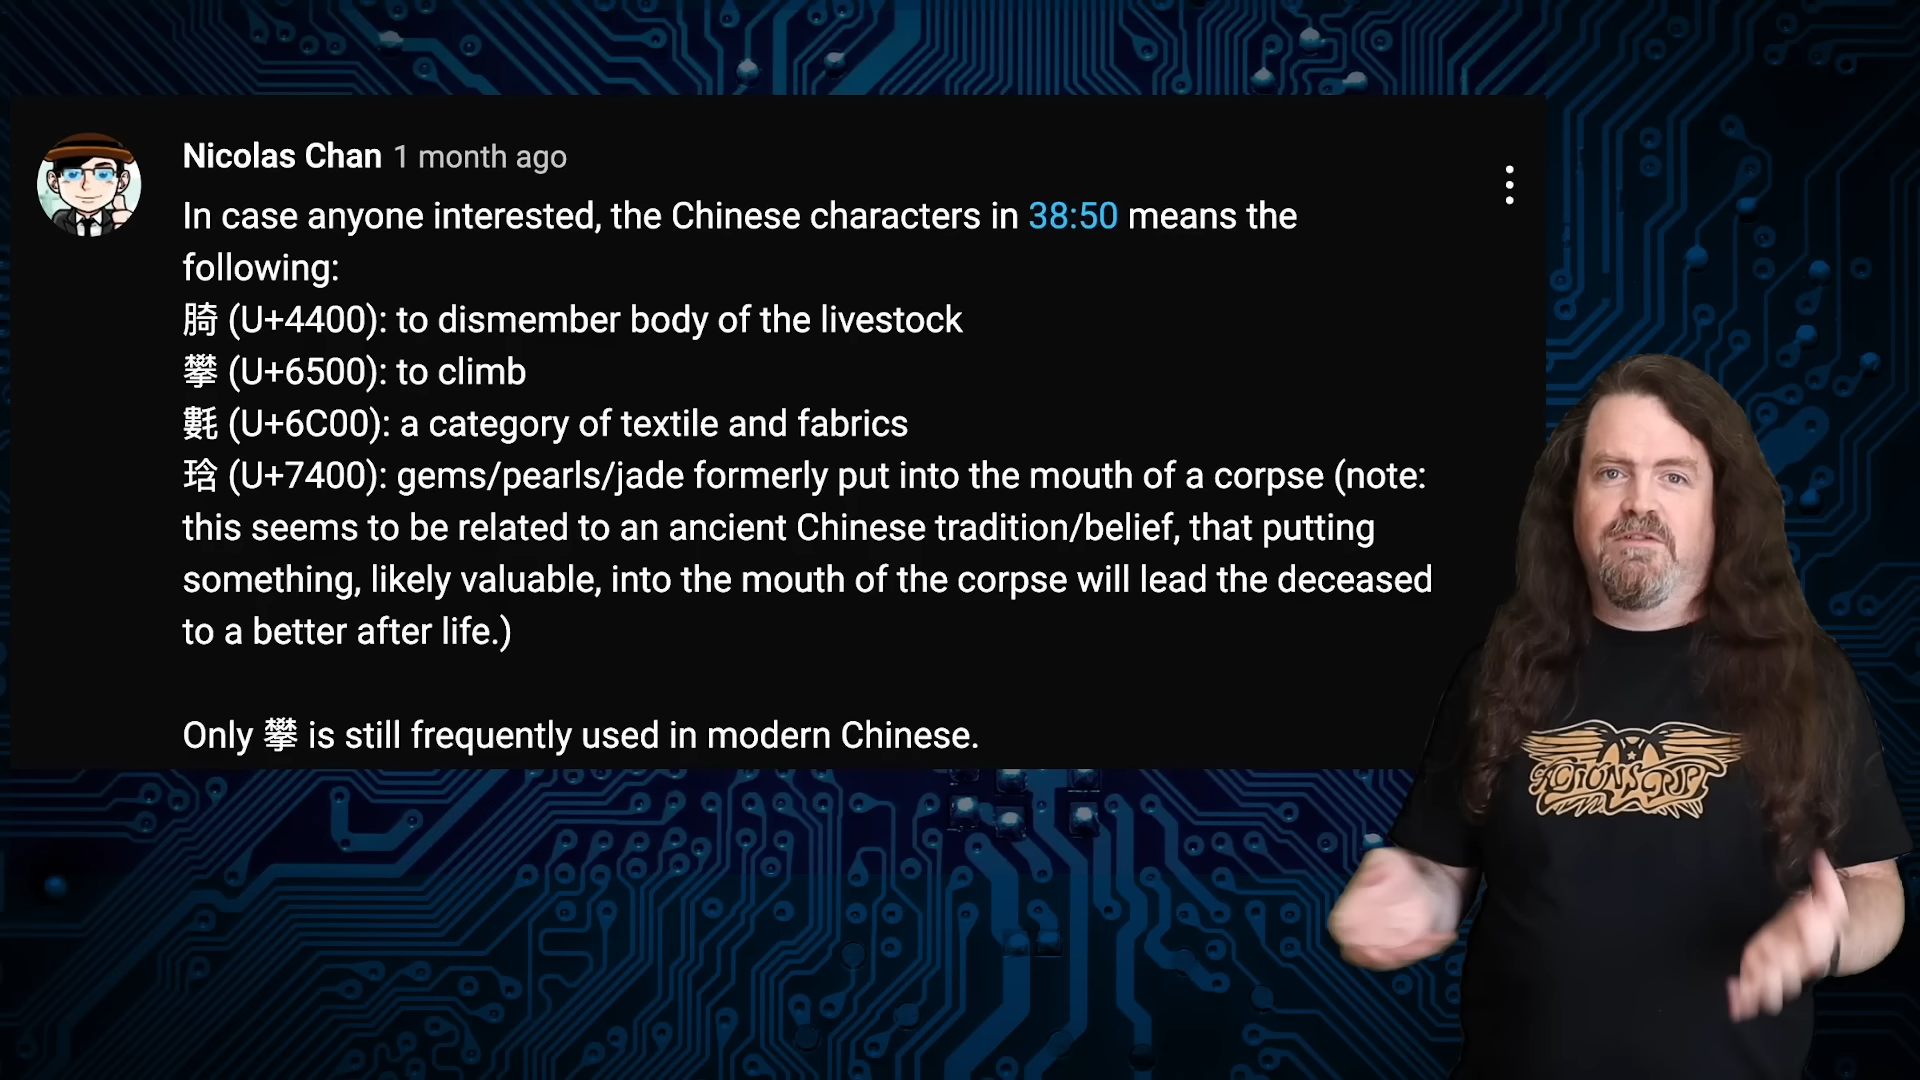 Nicolas Chan 1 month ago
In case anyone interested, the Chinese characters in 38:50 means the
following:
䐀 (U+4400): to dismember body of the livestock
攀 (U+6500): to climb
氀 (U+6C00): a category of textile and fabrics
琀 (U+7400): gems/pearls/jade formerly put into the mouth of a corpse (note:
this seems to be related to an ancient Chinese tradition/belief, that putting
something, likely valuable, into the mouth of the corpse will lead the deceased
to a better after life.)
Only 攀 is still frequently used in modern Chinese.
ACTIONSCRIPT